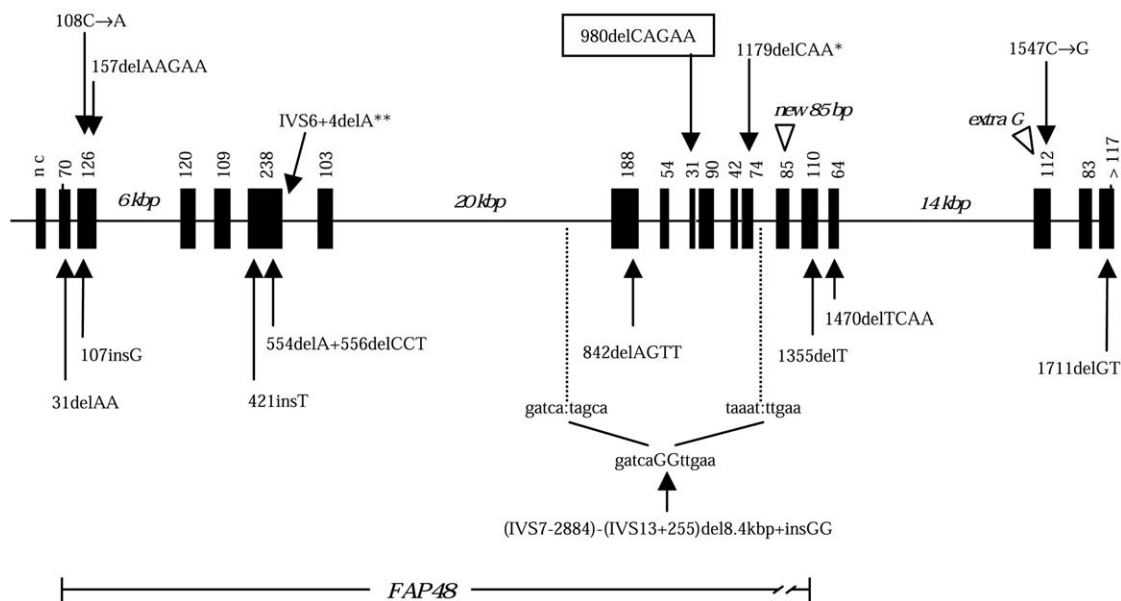 108C→A
157delAAGAA
IVS6+4delA**
980delCAGAA
1179delCAA*
new 85 bp
1547C→G
extra G
n c
70
126
120
109
238
103
188
54
31
90
42
74
85
110
64
112
83
> 117
6 kbp
20 kbp
14 kbp
31delAA
107insG
421insT
554delA+556delCCT
842delAGTT
1355delT
1470delTCAA
1711delGT
gatca:tagca
taaat:ttgaa
gatcaGGttgaa
(IVS7-2884)-(IVS13+255)del8.4kbp+insGG
FAP48